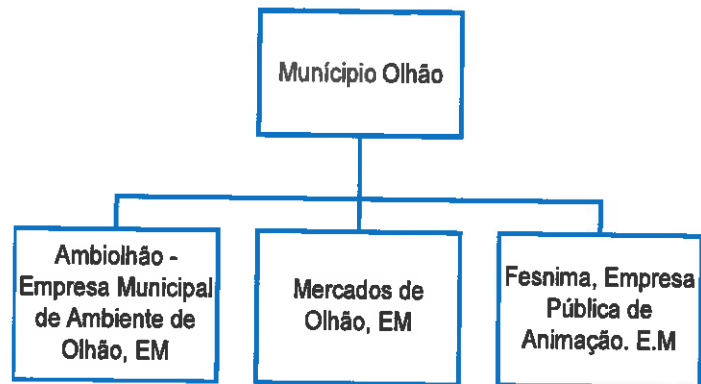 Munícipio Olhão
Ambiolhão -
Empresa Municipal
de Ambiente de
Olhão, EM
Mercados de
Olhão, EM
Fesnima, Empresa
Pública de
Animação. E.M